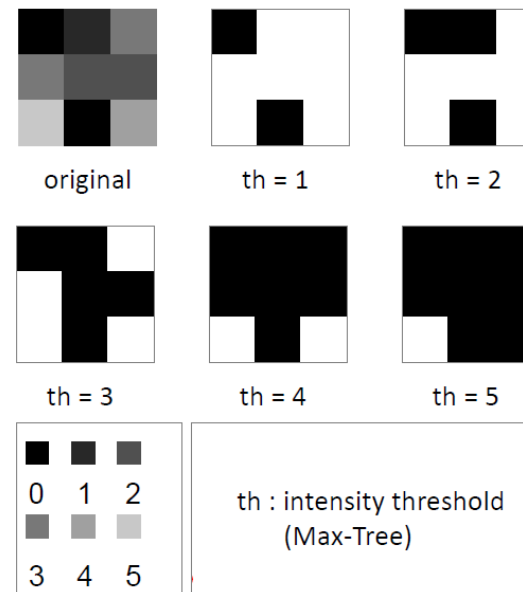 original
th = 1
th = 2
th = 3
th = 4
th = 5
0 1 2
3 4 5
th : intensity threshold
(Max-Tree)